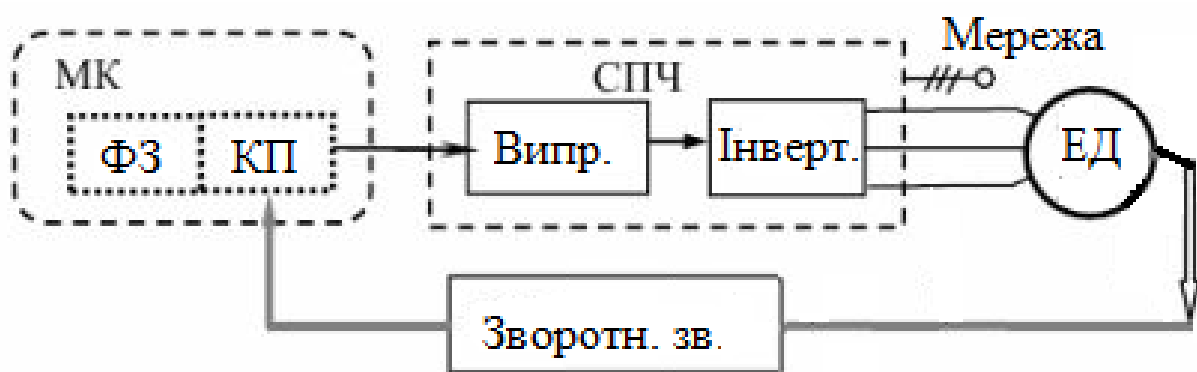 Мережа
МК
СПЧ
ФЗ
КП
Випр.
Інверт.
ЕД
Зворотн. зв.